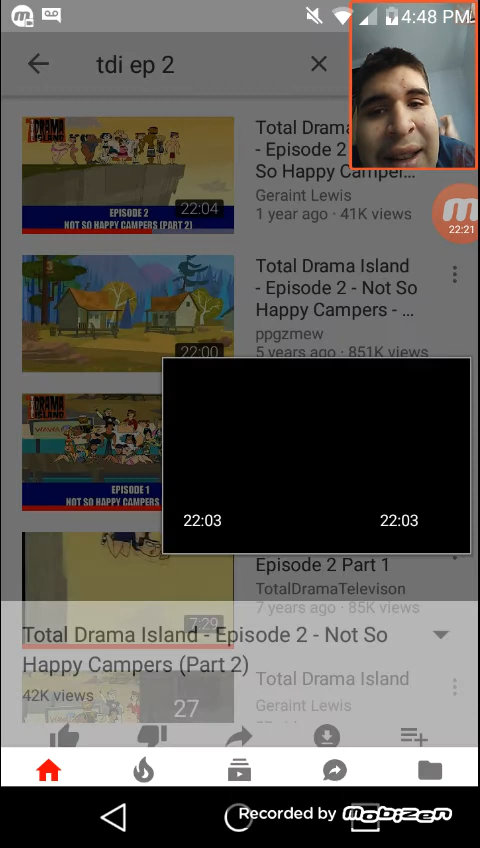 4:48 PM
tdi ep 2
DRAMA
ISLAND
EPISODE 2
NOT SO HAPPY CAMPERS (PART 2)
22:04
Total Drama
- Episode 2
So Happy Camper...
Geraint Lewis
1 year ago · 41K views
22:21
22:00
Total Drama Island
- Episode 2 - Not So
Happy Campers - ...
ppgzmew
5 years ago · 851K views
DRAMA
ISLAND
EPISODE 1
NOT SO HAPPY CAMPERS
22:03
22:03
7:29
Episode 2 Part 1
TotalDramaTelevison
7 years ago · 85K views
Total Drama Island - Episode 2 - Not So
Happy Campers (Part 2)
42K views
27
Total Drama Island
Geraint Lewis
Recorded by Mobizen